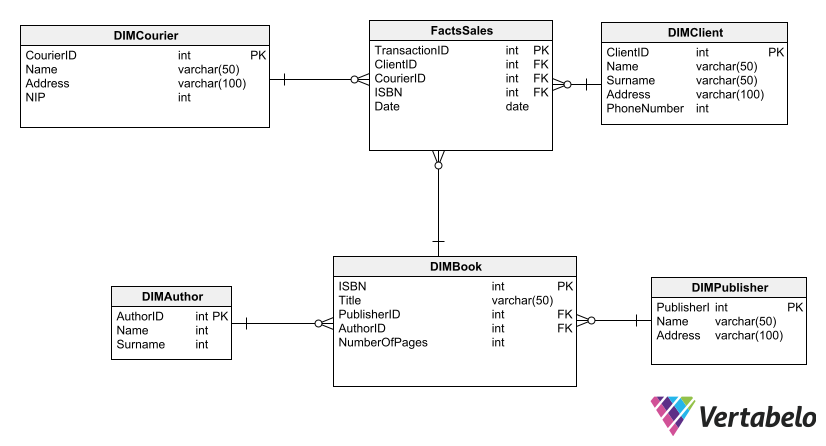 DIMCourier
CourierID int PK
Name varchar(50)
Address varchar(100)
NIP int
FactsSales
TransactionID int PK
ClientID int FK
CourierID int FK
ISBN int FK
Date date
DIMClient
ClientID int PK
Name varchar(50)
Surname varchar(50)
Address varchar(100)
PhoneNumber int
DIMAuthor
AuthorID int PK
Name int
Surname int
DIMBook
ISBN int PK
Title varchar(50)
PublisherID int FK
AuthorID int FK
NumberOfPages int
DIMPublisher
PublisherI int PK
Name varchar(50)
Address varchar(100)
Vertabelo